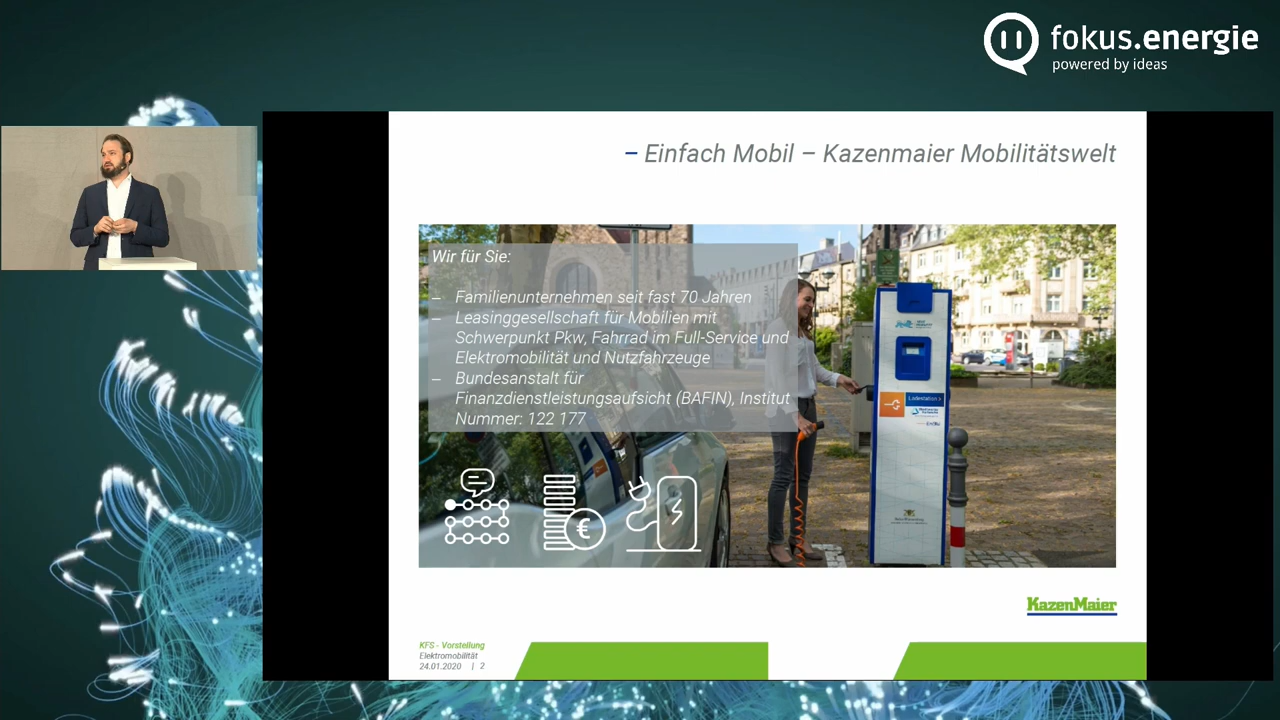 fokus.energie
powered by ideas
– Einfach Mobil – Kazenmaier Mobilitätswelt
Wir für Sie:
– Familienunternehmen seit fast 70 Jahren
– Leasinggesellschaft für Mobilien mit
Schwerpunkt Pkw, Fahrrad im Full-Service und
Elektromobilität und Nutzfahrzeuge
– Bundesanstalt für
Finanzdienstleistungsaufsicht (BAFIN), Institut
Nummer: 122 177
Ladestation
KazenMaier
KFS - Vorstellung
Elektromobilität
24.01.2020 | 2